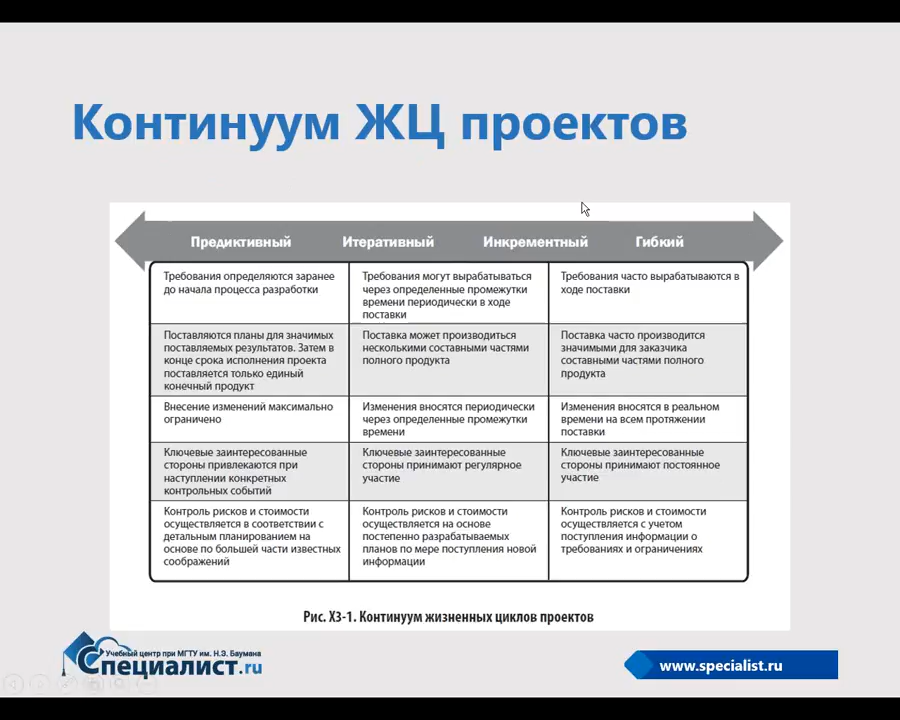 Континуум ЖЦ проектов
Предиктивный Итеративный Инкрементный Гибкий
Требования определяются заранее
до начала процесса разработки
Требования могут вырабатываться
через определенные промежутки
времени периодически в ходе
поставки
Требования часто вырабатываются в
ходе поставки
Поставляются планы для значимых
поставляемых результатов. Затем в
конце срока исполнения проекта
поставляется только единый
конечный продукт
Поставка может производиться
несколькими составными частями
полного продукта
Поставка часто производится
значимыми для заказчика
составными частями полного
продукта
Внесение изменений максимально
ограничено
Изменения вносятся периодически
через определенные промежутки
времени
Изменения вносятся в реальном
времени на всем протяжении
поставки
Ключевые заинтересованные
стороны привлекаются при
наступлении конкретных
контрольных событий
Ключевые заинтересованные
стороны принимают регулярное
участие
Ключевые заинтересованные
стороны принимают постоянное
участие
Контроль рисков и стоимости
осуществляется в соответствии с
детальным планированием на
основе по большей части известных
соображений
Контроль рисков и стоимости
осуществляется на основе
постепенно разрабатываемых
планов по мере поступления новой
информации
Контроль рисков и стоимости
осуществляется с учетом
поступления информации о
требованиях и ограничениях
Рис. X3-1. Континуум жизненных циклов проектов
Учебный центр при МГТУ им. Н.Э. Баумана
Специалист.ru
www.specialist.ru